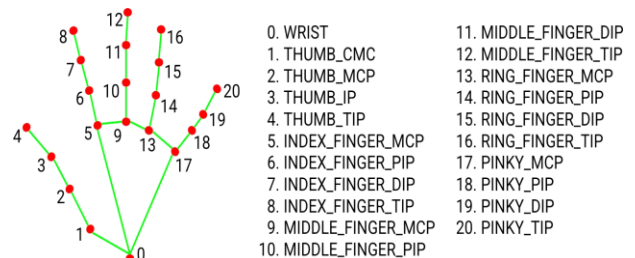 12
8
16
11
7
15
10
20
6
14
19
4
5
9
13
18
3
17
2
1
0
0. WRIST
1. THUMB_CMC
2. THUMB_MCP
3. THUMB_IP
4. THUMB_TIP
5. INDEX_FINGER_MCP
6. INDEX_FINGER_PIP
7. INDEX_FINGER_DIP
8. INDEX_FINGER_TIP
9. MIDDLE_FINGER_MCP
10. MIDDLE_FINGER_PIP
11. MIDDLE_FINGER_DIP
12. MIDDLE_FINGER_TIP
13. RING_FINGER_MCP
14. RING_FINGER_PIP
15. RING_FINGER_DIP
16. RING_FINGER_TIP
17. PINKY_MCP
18. PINKY_PIP
19. PINKY_DIP
20. PINKY_TIP